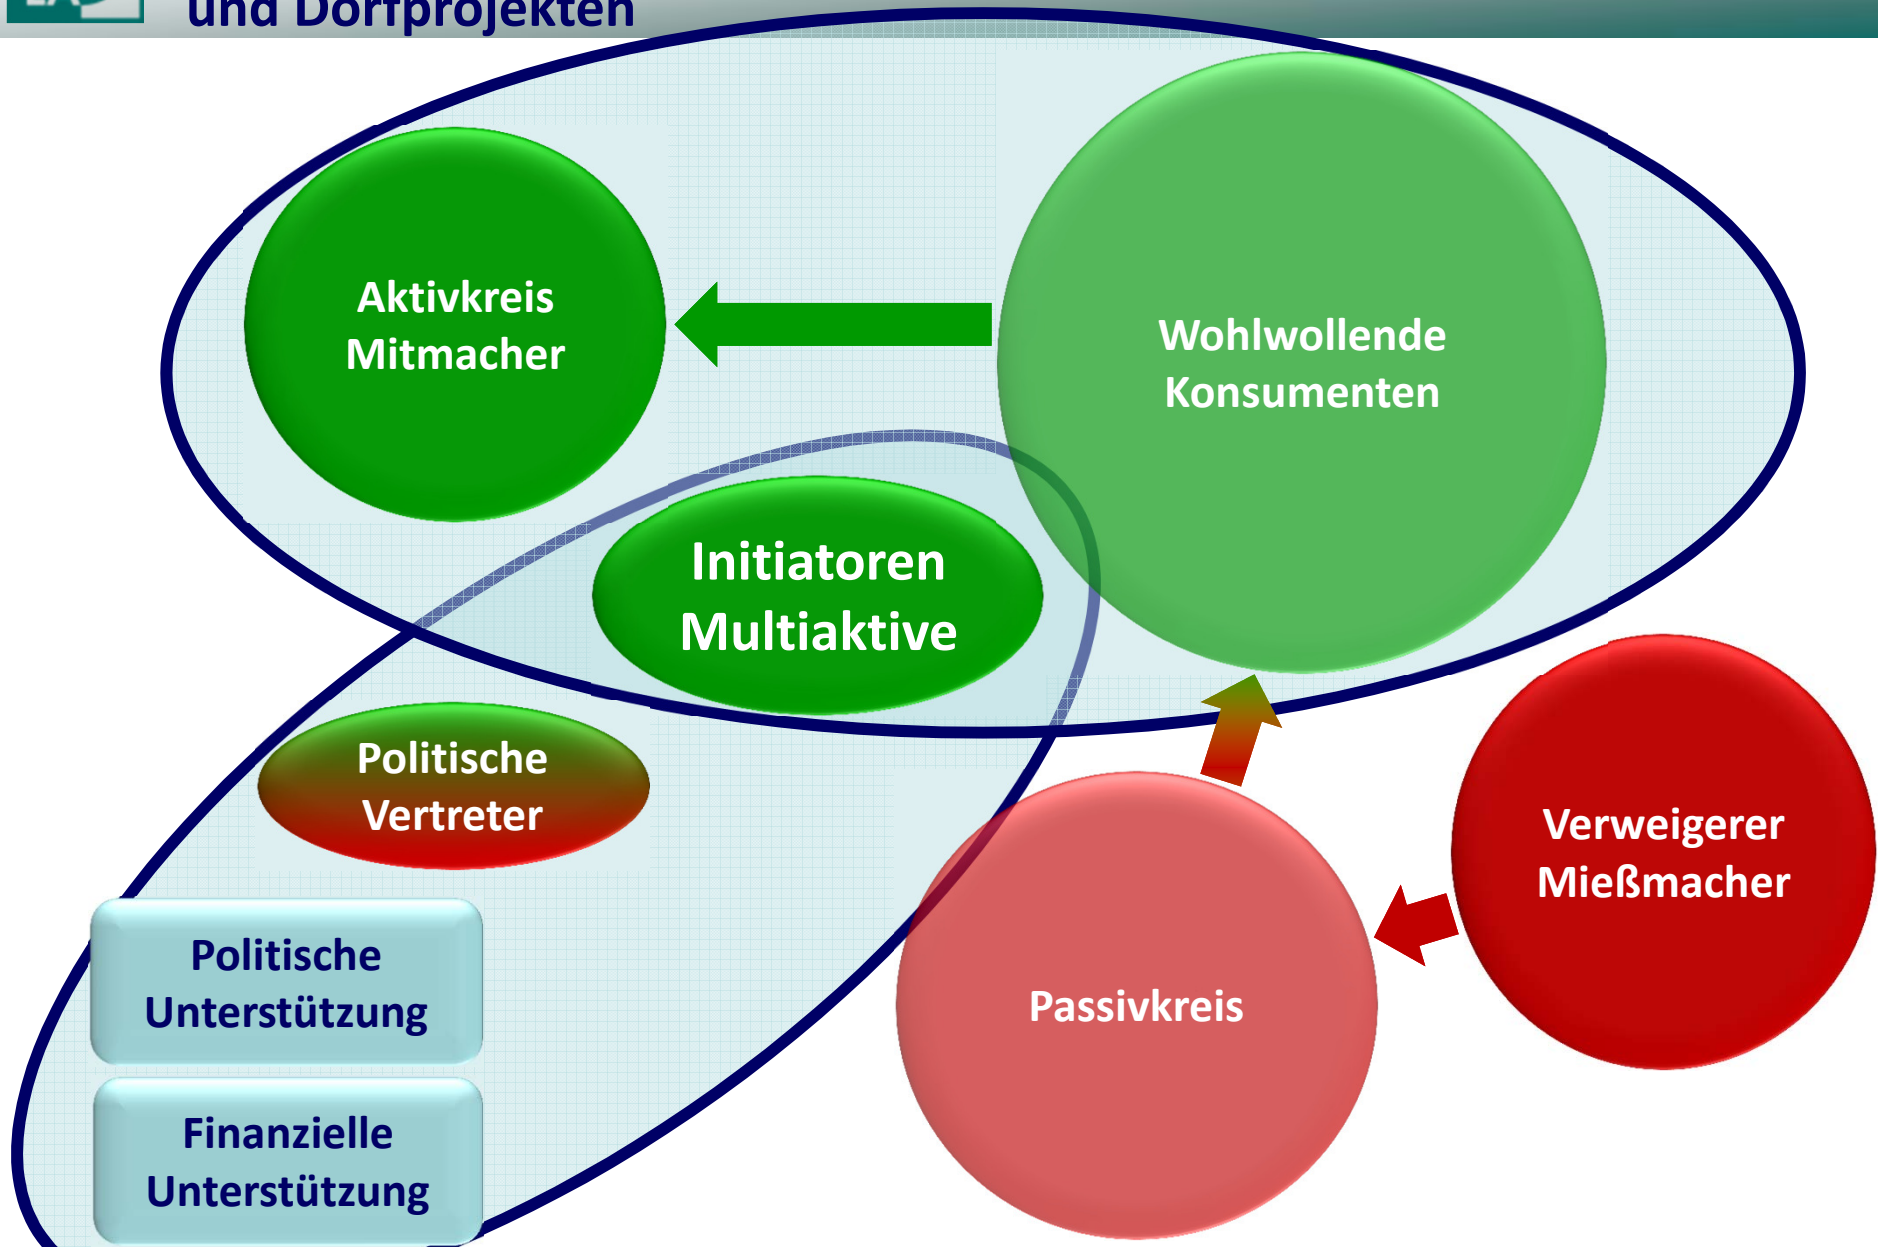 und Dorfprojekten
Aktivkreis
Mitmacher
Wohlwollende
Konsumenten
Initiatoren
Multiaktive
Politische
Vertreter
Verweigerer
Mießmacher
Politische
Unterstützung
Passivkreis
Finanzielle
Unterstützung